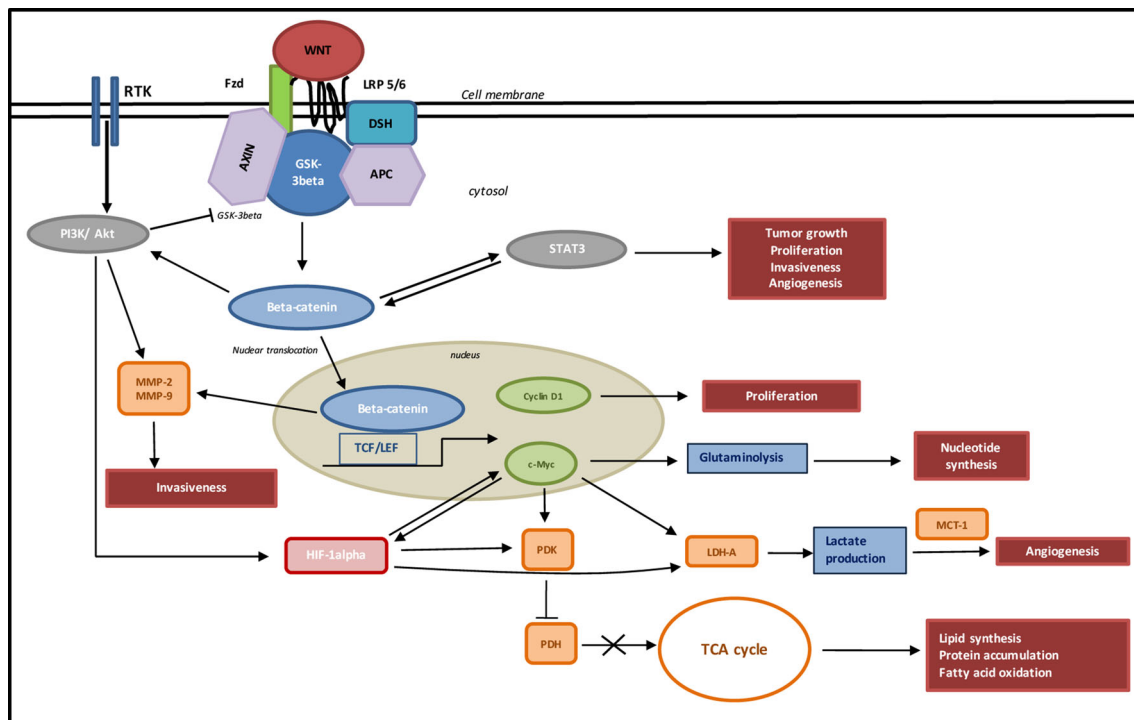 WNT
RTK
Fzd
LRP 5/6
Cell membrane
DSH
AXIN
GSK-
3beta
APC
cytosol
GSK-3beta
PI3K/ Akt
STAT3
Tumor growth
Proliferation
Invasiveness
Angiogenesis
Beta-catenin
Nuclear translocation
nucleus
MMP-2
MMP-9
Beta-catenin
Cyclin D1
Proliferation
TCF/LEF
c-Myc
Glutaminolysis
Nucleotide
synthesis
Invasiveness
HIF-1alpha
PDK
LDH-A
Lactate
production
MCT-1
Angiogenesis
PDH
TCA cycle
Lipid synthesis
Protein accumulation
Fatty acid oxidation